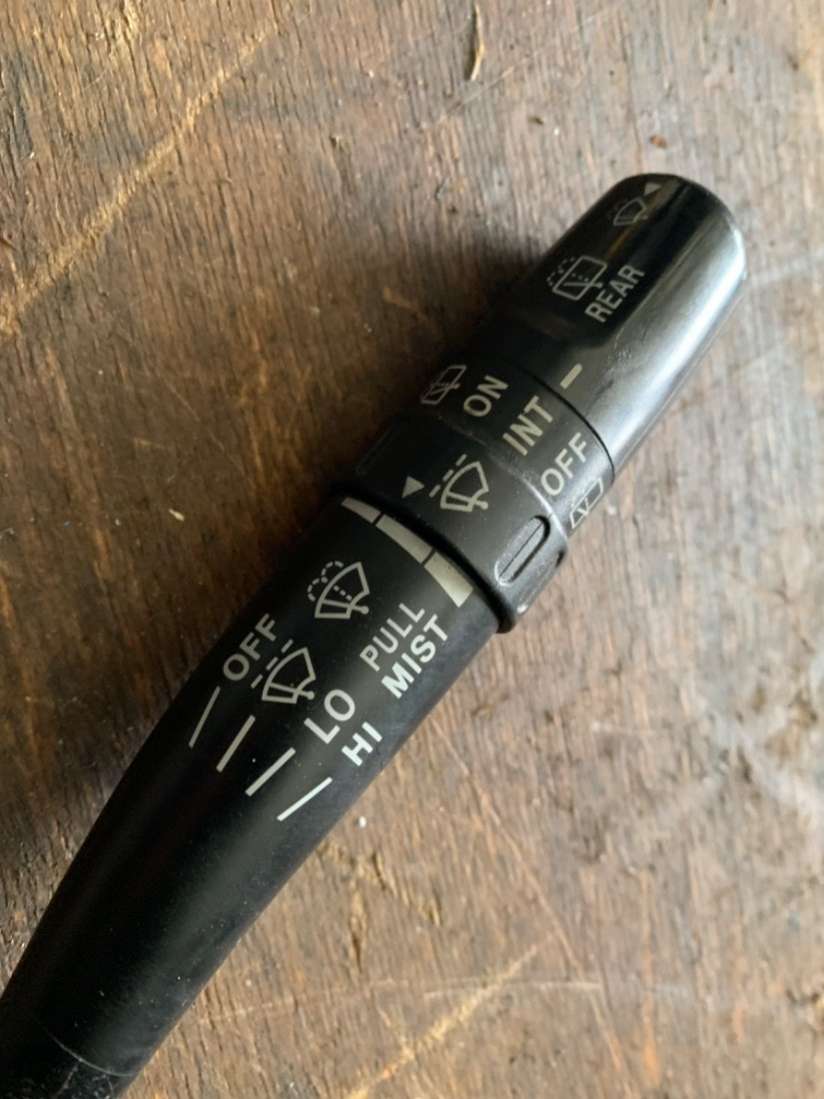 REAR
ON
INT
OFF
OFF
LO
HI
PULL
MIST